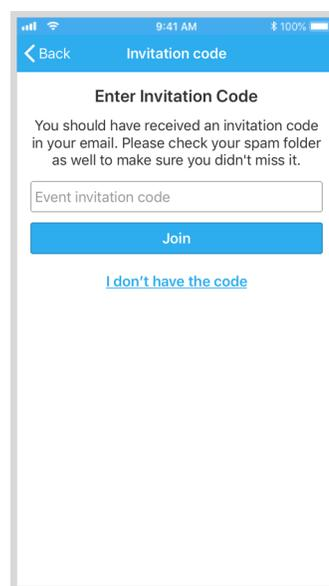 9:41 AM 100%
Back Invitation code
Enter Invitation Code
You should have received an invitation code
in your email. Please check your spam folder
as well to make sure you didn't miss it.
Event invitation code
Join
I don’t have the code